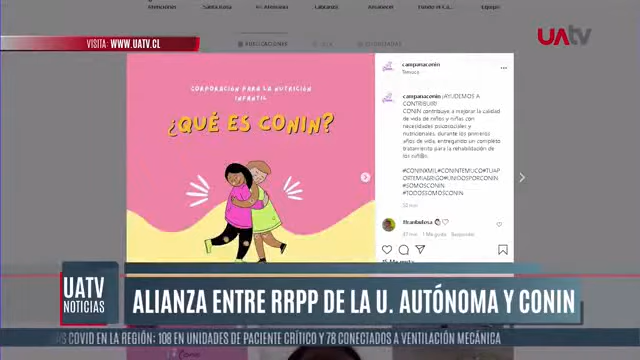 VISITA: WWW.UATV.CL
UAtv
PUBLICACIONES
ETIQUETADAS
campanaconin
Temuco
CORPORACIÓN PARA LA NUTRICIÓN
INFANTIL
¿QUÉ ES CONIN?
campanaconin ¡AYUDEMOS A
CONTRIBUIR!
CONIN contribuye a mejorar la calidad
de vida de niños y niñas con
necesidades psicosociales y
nutricionales, durante los primeros
años de vida, entregando un completo
tratamiento para la rehabilitación de
los niñ@s.
#CONINXMIL#CONINTEMUCO#TUAP
ORTEMIABRIGO#UNIDOSPORCONIN
#SOMOSCONIN
#TODOSSOMOSCONIN
UATV
NOTICIAS
ALIANZA ENTRE RRPP DE LA U. AUTÓNOMA Y CONIN
COVID EN LA REGIÓN: 108 EN UNIDADES DE PACIENTE CRÍTICO Y 78 CONECTADOS A VENTILACIÓN MECÁNICA